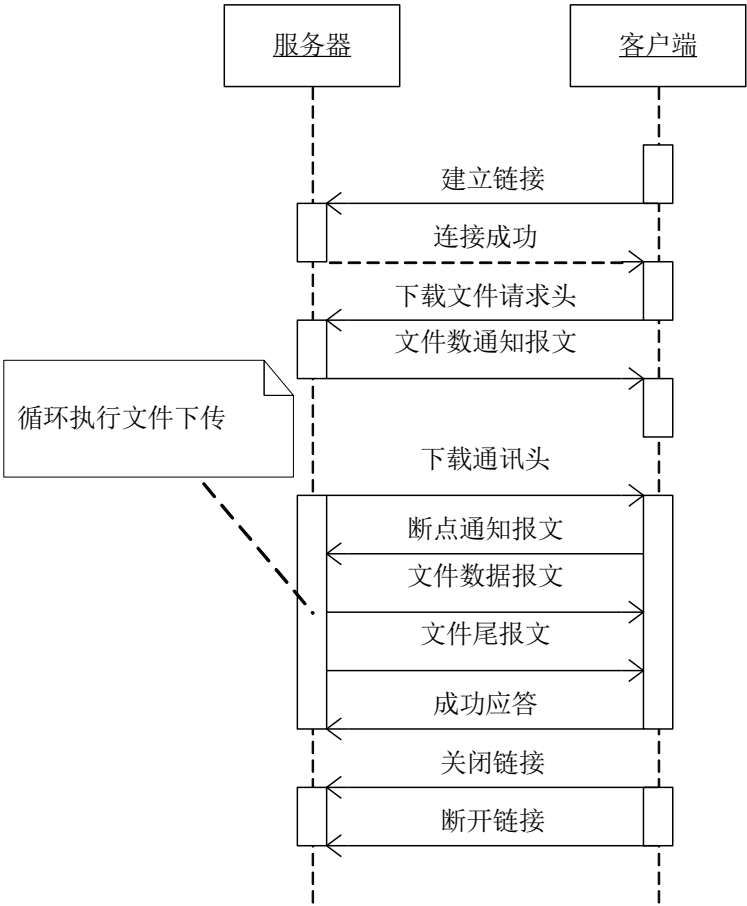 服务器
客户端
建立链接
连接成功
下载文件请求头
文件数通知报文
循环执行文件下传
下载通讯头
断点通知报文
文件数据报文
文件尾报文
成功应答
关闭链接
断开链接